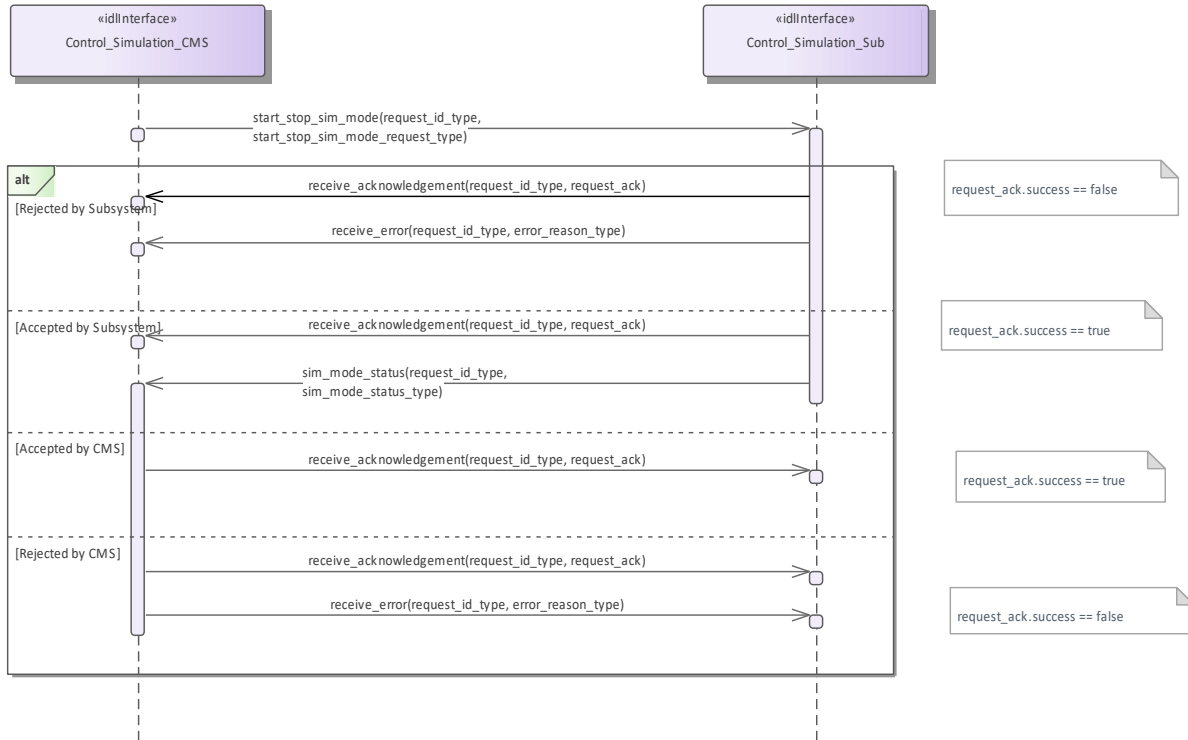 «idlInterface»
Control_Simulation_CMS
«idlInterface»
Control_Simulation_Sub
start_stop_sim_mode(request_id_type,
start_stop_sim_mode_request_type)
alt
receive_acknowledgement(request_id_type, request_ack)
request_ack.success == false
[Rejected by Subsystem]
receive_error(request_id_type, error_reason_type)
[Accepted by Subsystem]
receive_acknowledgement(request_id_type, request_ack)
request_ack.success == true
sim_mode_status(request_id_type,
sim_mode_status_type)
[Accepted by CMS]
receive_acknowledgement(request_id_type, request_ack)
request_ack.success == true
[Rejected by CMS]
receive_acknowledgement(request_id_type, request_ack)
receive_error(request_id_type, error_reason_type)
request_ack.success == false